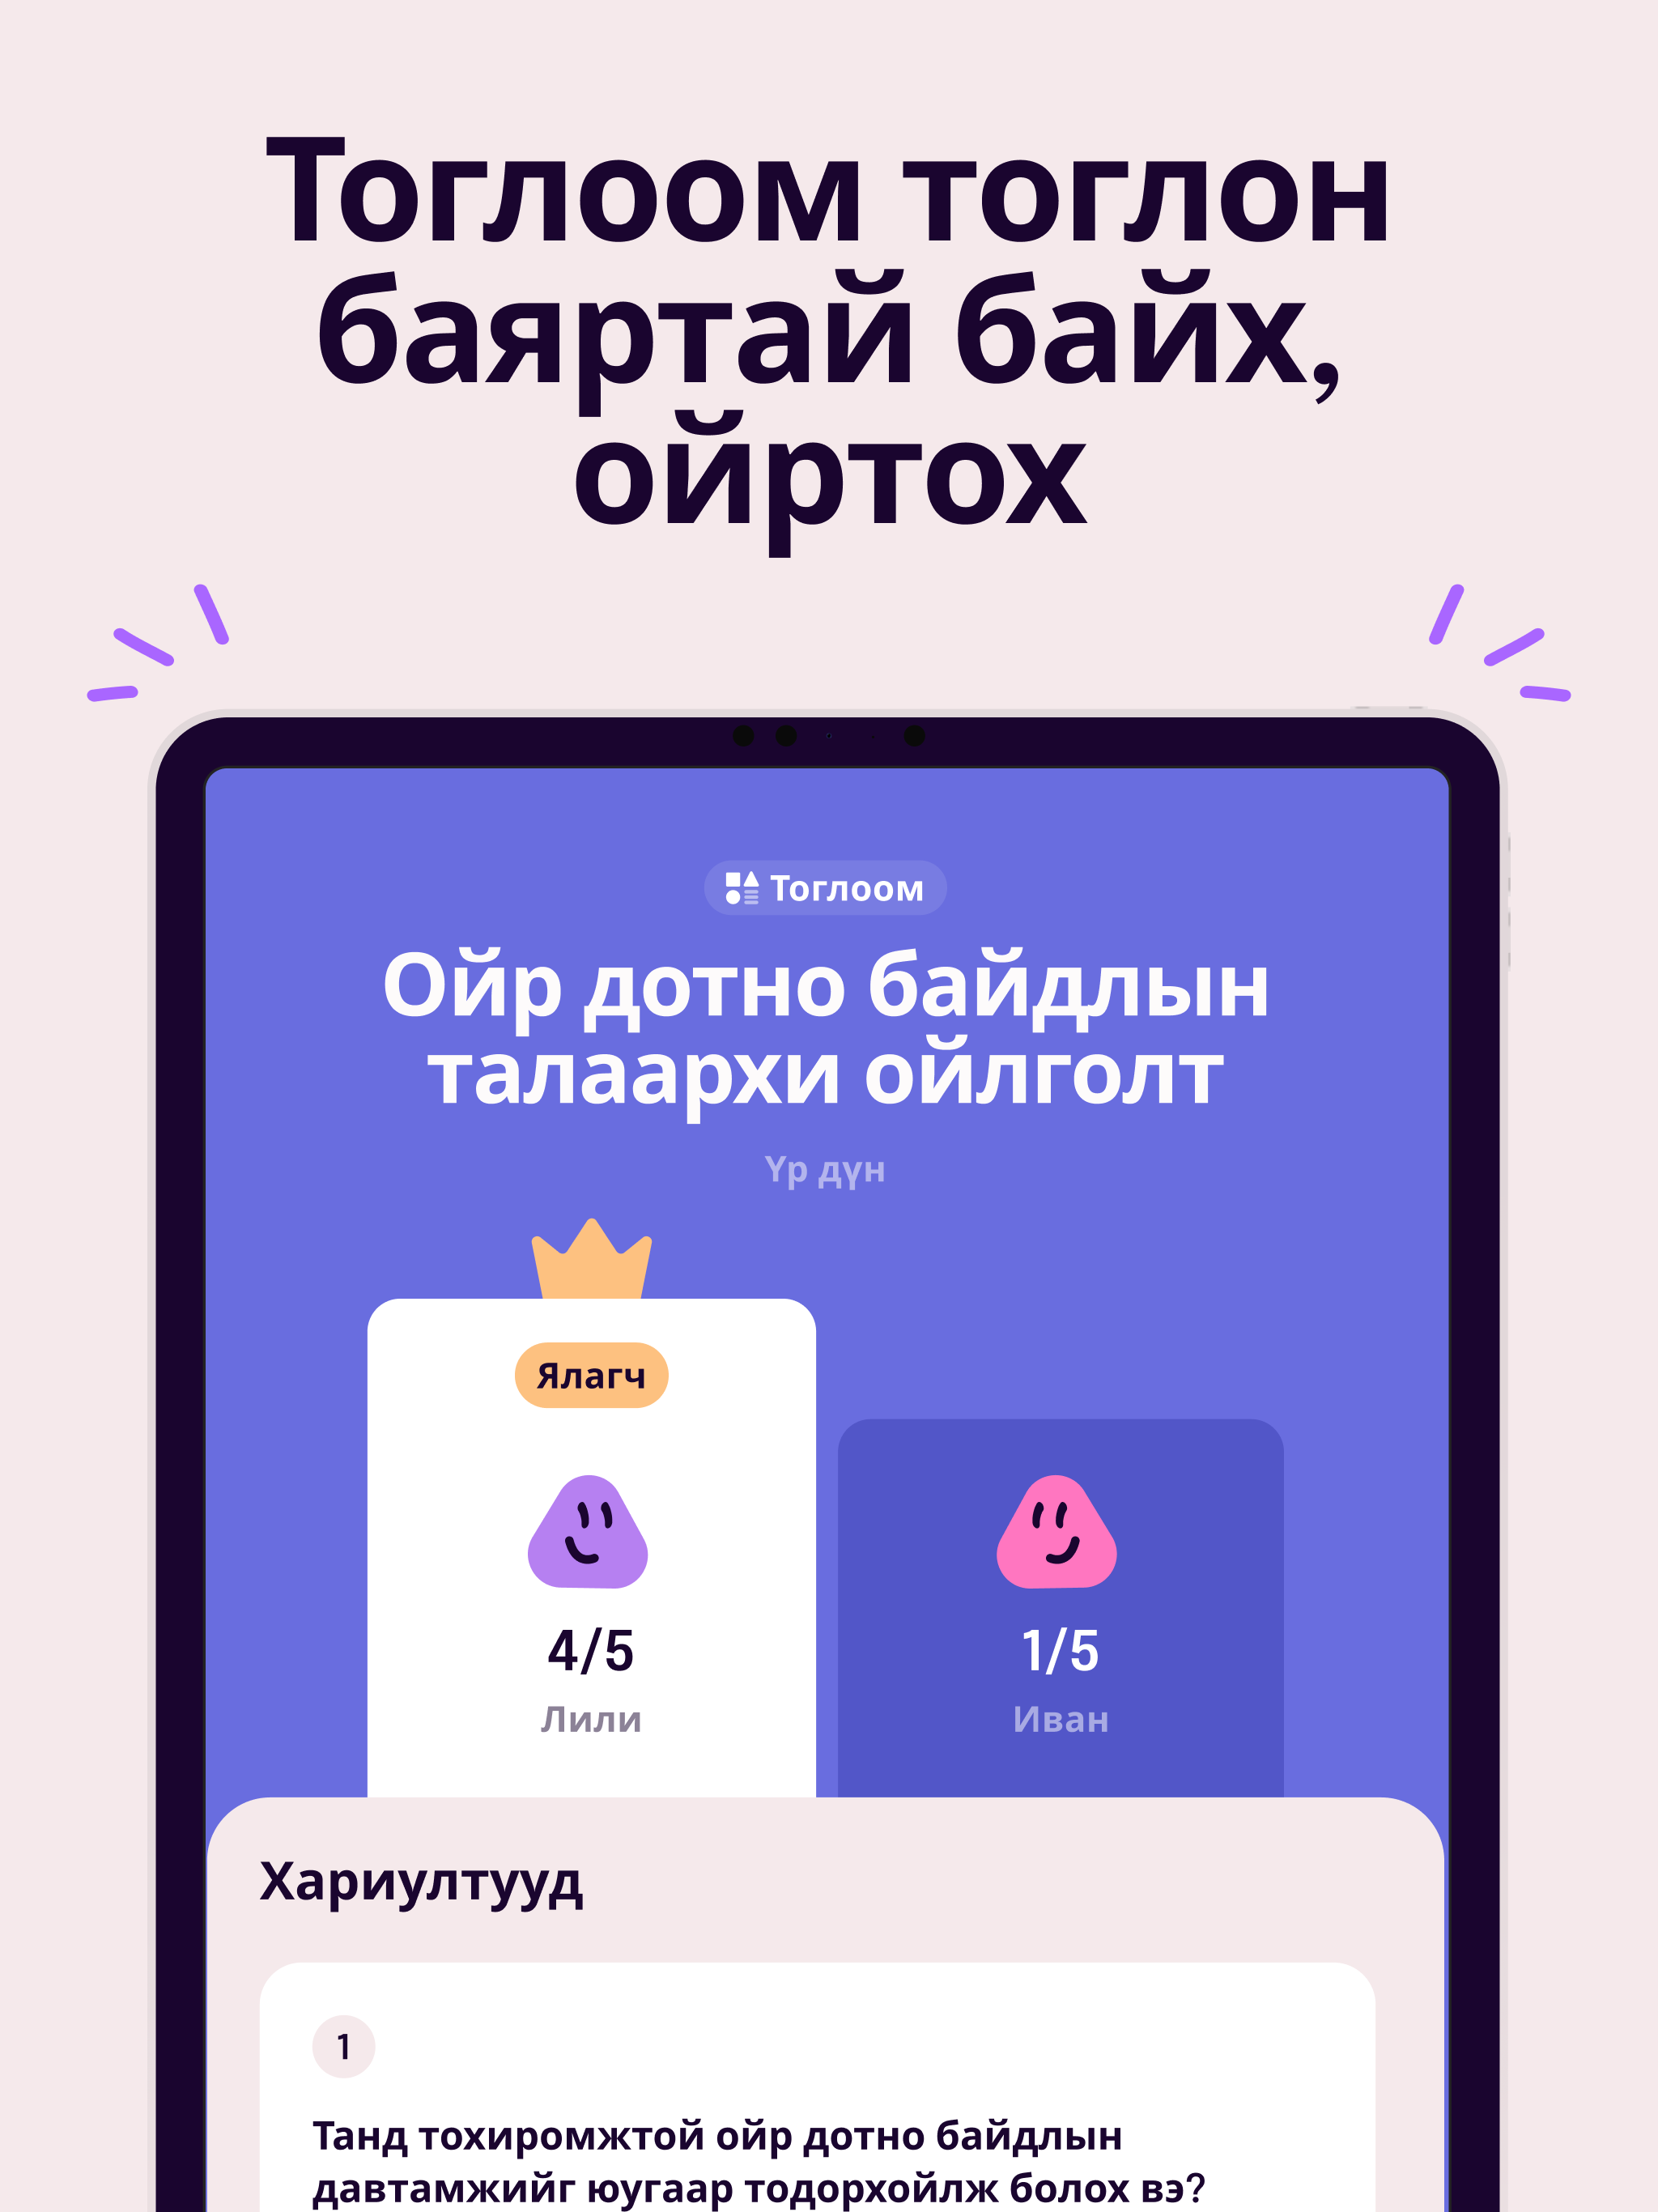 Тоглоом тоглон
баяртай байх,
ойртох
Тоглоом
Ойр дотно байдлын
талаархи ойлголт
Үр дүн
Ялагч
4/5
1/5
Лили
Иван
Хариултууд
1
Танд тохиромжтой ойр дотно байдлын
давтамжийг юугаар тодорхойлж болох вэ?